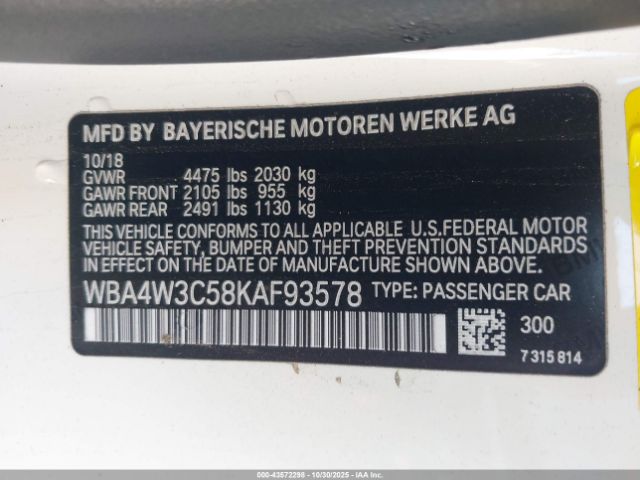 MFD BY BAYERISCHE MOTOREN WERKE AG
10/18
GVWR 4475 lbs 2030 kg
GAWR FRONT 2105 lbs 955 kg
GAWR REAR 2491 lbs 1130 kg
THIS VEHICLE CONFORMS TO ALL APPLICABLE U.S.FEDERAL MOTOR
VEHICLE SAFETY, BUMPER AND THEFT PREVENTION STANDARDS
IN EFFECT ON THE DATE OF MANUFACTURE SHOWN ABOVE.
WBA4W3C58KAF93578 TYPE: PASSENGER CAR
300
7 315 814
000-43572298 - 10/30/2025 - IAAI.COM